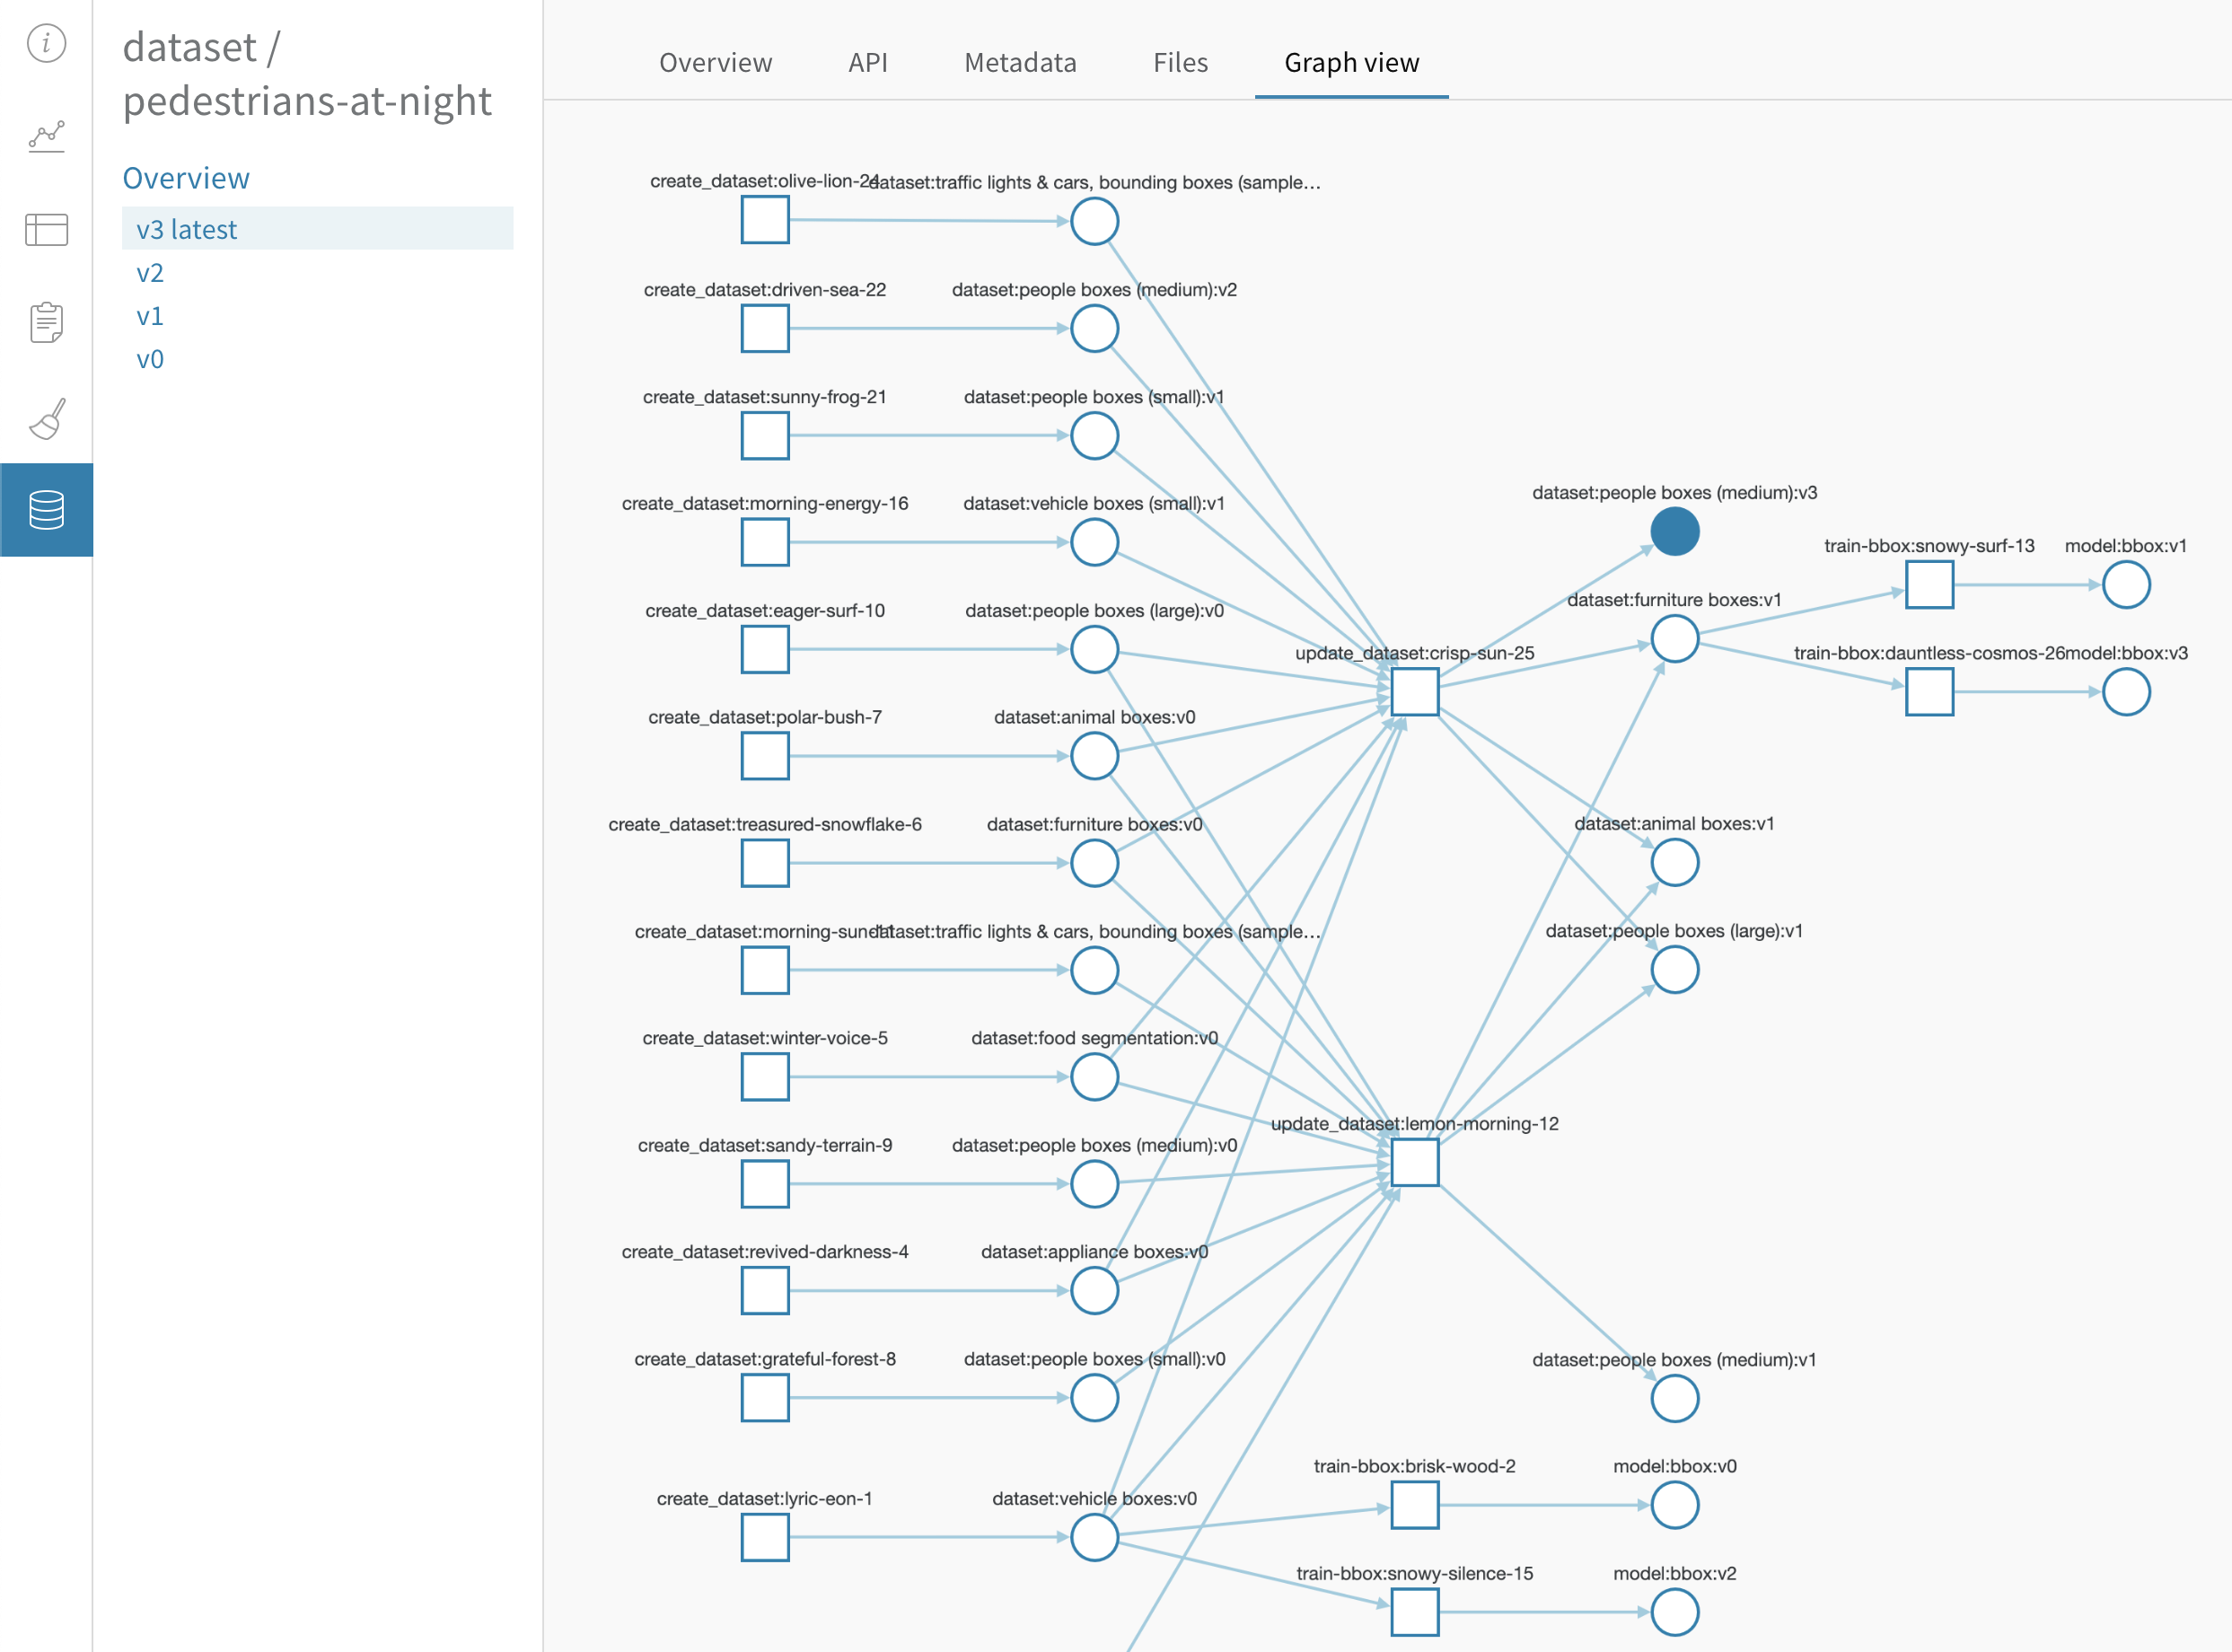 dataset /
pedestrians-at-night
Overview
v3 latest
v2
v1
v0
Overview API Metadata Files Graph view
create_dataset:olive-lion-24 dataset:traffic lights & cars, bounding boxes (sample…
create_dataset:driven-sea-22 dataset:people boxes (medium):v2
create_dataset:sunny-frog-21 dataset:people boxes (small):v1
dataset:people boxes (medium):v3
create_dataset:morning-energy-16 dataset:vehicle boxes (small):v1
train-bbox:snowy-surf-13 model:bbox:v1
dataset:furniture boxes:v1
create_dataset:eager-surf-10 dataset:people boxes (large):v0
update_dataset:crisp-sun-25 train-bbox:dauntless-cosmos-26 model:bbox:v3
create_dataset:polar-bush-7 dataset:animal boxes:v0
create_dataset:treasured-snowflake-6 dataset:furniture boxes:v0 dataset:animal boxes:v1
create_dataset:morning-sun-11 dataset:traffic lights & cars, bounding boxes (sample… dataset:people boxes (large):v1
create_dataset:winter-voice-5 dataset:food segmentation:v0
update_dataset:lemon-morning-12
create_dataset:sandy-terrain-9 dataset:people boxes (medium):v0
create_dataset:revived-darkness-4 dataset:appliance boxes:v0
create_dataset:grateful-forest-8 dataset:people boxes (small):v0 dataset:people boxes (medium):v1
train-bbox:brisk-wood-2 model:bbox:v0
create_dataset:lyric-eon-1 dataset:vehicle boxes:v0
train-bbox:snowy-silence-15 model:bbox:v2